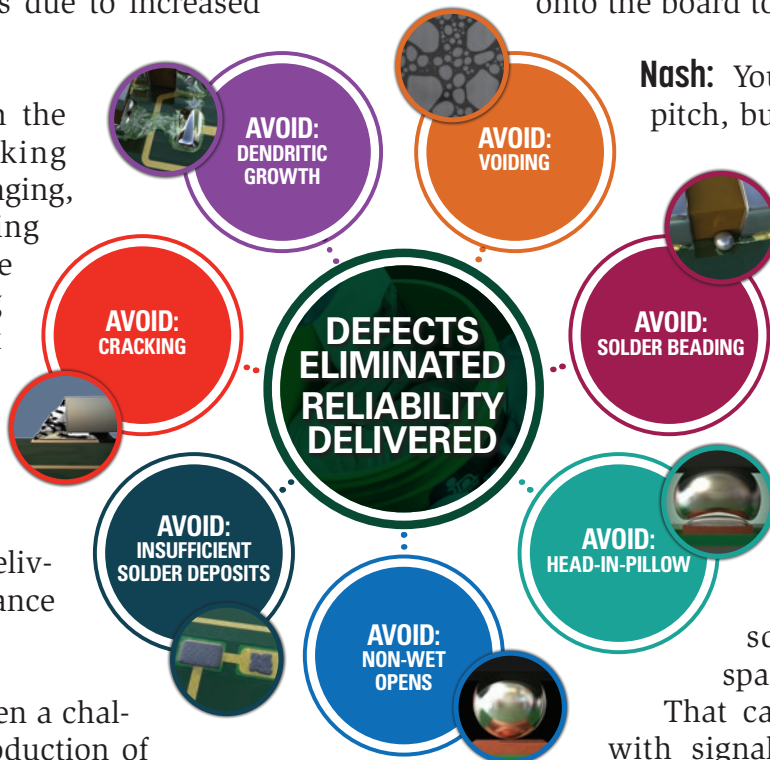 s due to increased
n the
king
nging,
ing
e
eliv-
ance
en a chal-
oduction of
onto the board to
Nash: You
pitch, bu
sc
spa
That ca
with signal
AVOID:
DENDRITIC
GROWTH
AVOID:
VOIDING
AVOID:
CRACKING
DEFECTS
ELIMINATED
RELIABILITY
DELIVERED
AVOID:
SOLDER BEADING
AVOID:
INSUFFICIENT
SOLDER DEPOSITS
AVOID:
HEAD-IN-PILLOW
AVOID:
NON-WET
OPENS